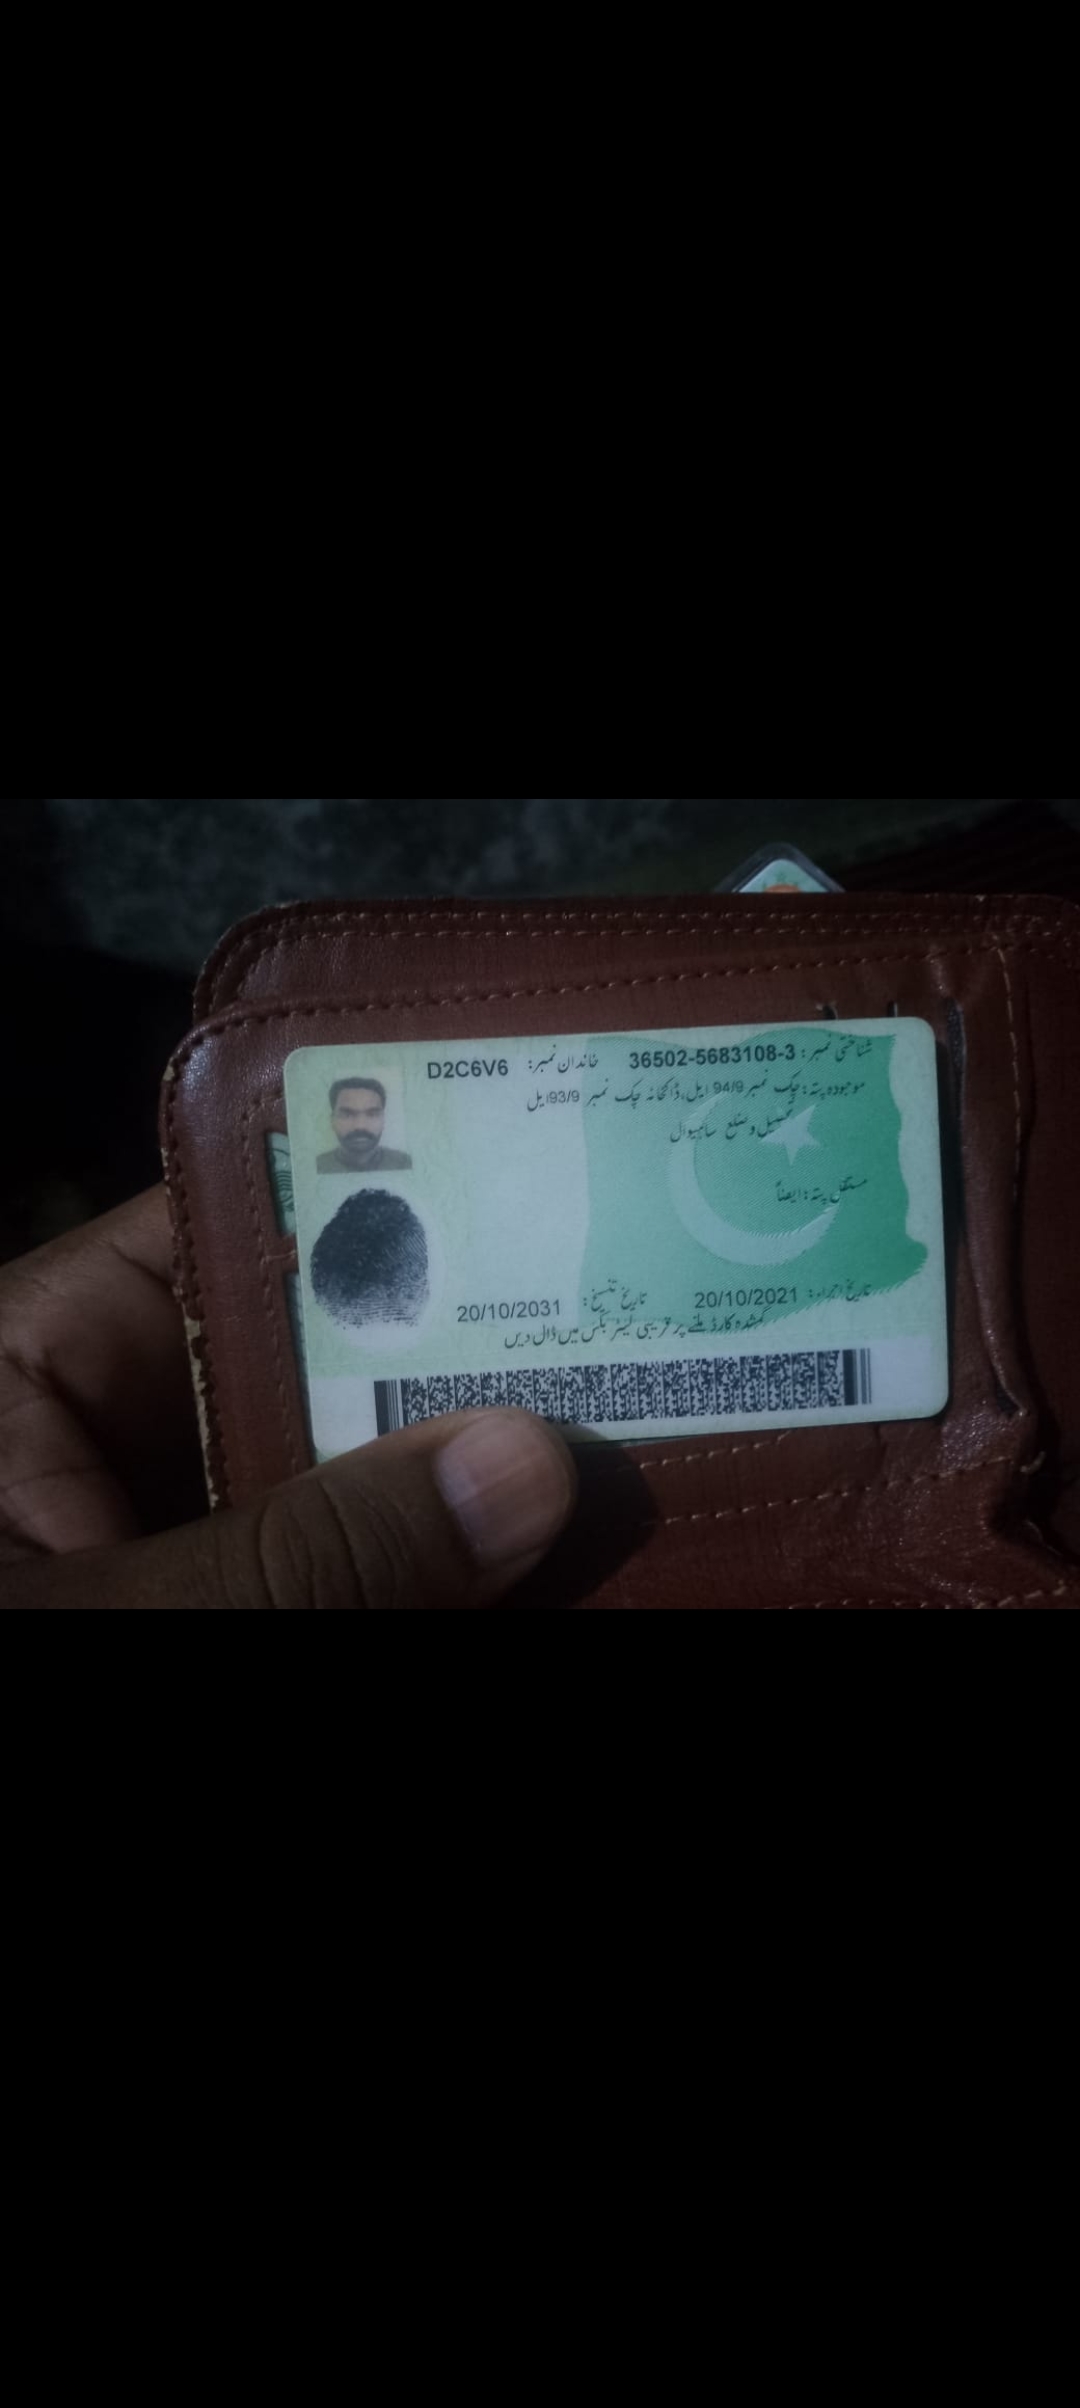 شناختی نمبر: 36502-5683108-3 خاندان نمبر: D2C6V6
موجودہ پتہ: چک نمبر 94/9 ایل، ڈاکخانہ چک نمبر 93/9 ایل
تحصیل و ضلع ساہیوال
مستقل پتہ: ایضاً
تاریخ اجراء: 20/10/2021 تاریخ تنسیخ: 20/10/2031
گمشدہ کارڈ ملنے پر قریبی لیٹر بکس میں ڈال دیں